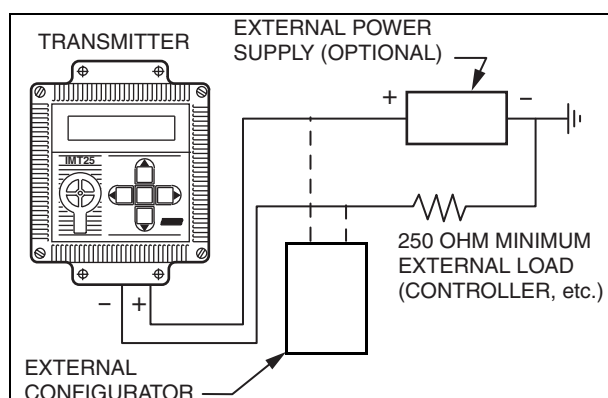 TRANSMITTER
EXTERNAL POWER
SUPPLY (OPTIONAL)
+
−
IMT25
250 OHM MINIMUM
EXTERNAL LOAD
(CONTROLLER, etc.)
− +
EXTERNAL
CONFIGURATOR